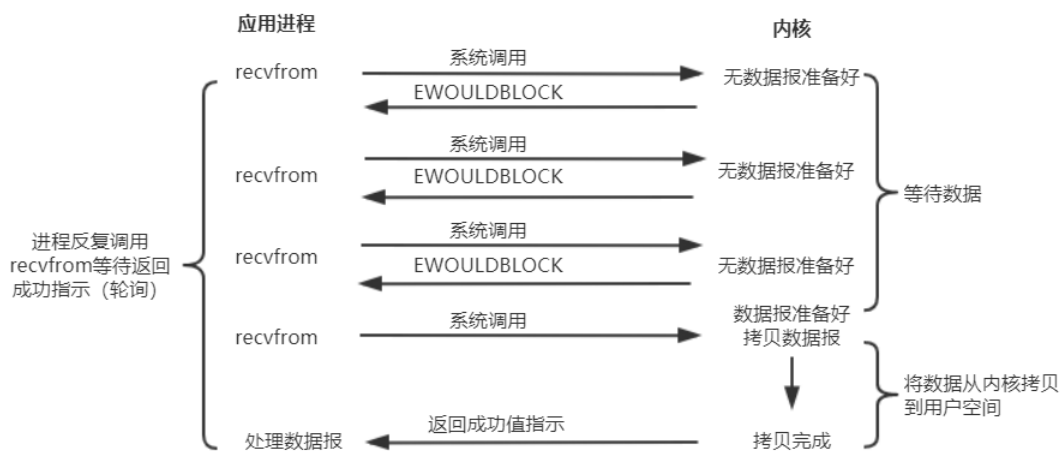 应用进程
内核
系统调用
recvfrom
无数据报准备好
EWOULDBLOCK
系统调用
recvfrom
无数据报准备好
EWOULDBLOCK
等待数据
系统调用
进程反复调用
recvfrom等待返回
成功指示（轮询）
recvfrom
无数据报准备好
EWOULDBLOCK
数据报准备好
系统调用
recvfrom
拷贝数据报
将数据从内核拷贝
到用户空间
返回成功值指示
处理数据报
拷贝完成